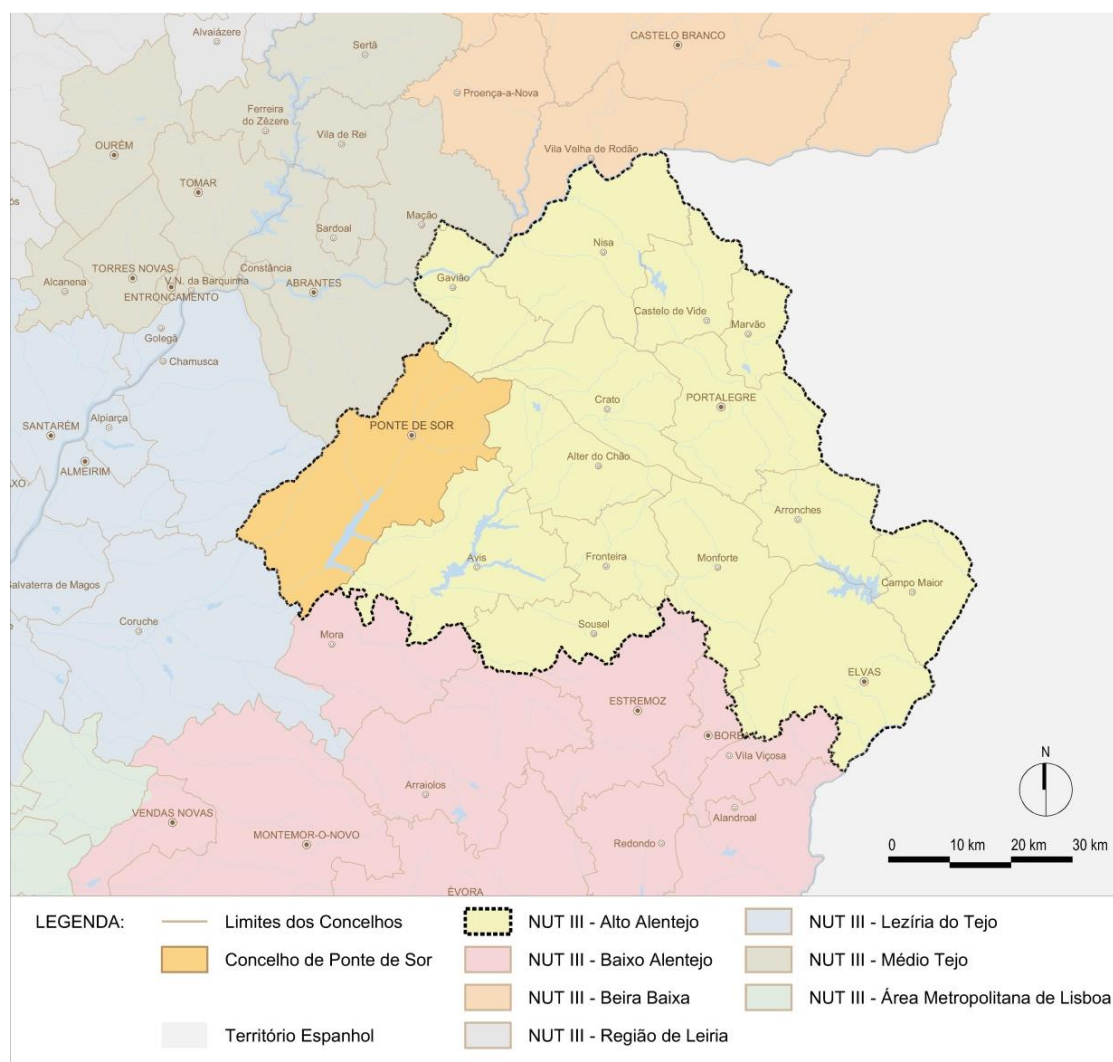 Alvaiázere
Sertã
CASTELO BRANCO
Proença-a-Nova
Ferreira
do Zêzere
Vila de Rei
OURÉM
Vila Velha de Rodão
TOMAR
Mação
Sardoal
Nisa
TORRES NOVAS
Constância
Gavião
Alcanena
V.N. da Barquinha
ABRANTES
ENTRONCAMENTO
Castelo de Vide
Marvão
Golegã
Chamusca
Crato
PORTALEGRE
Alpiarça
SANTARÉM
PONTE DE SOR
Alter do Chão
ALMEIRIM
Arronches
Avis
Fronteira
Monforte
Salvaterra de Magos
Campo Maior
Coruche
Mora
Sousel
ELVAS
ESTREMOZ
BORBA
Vila Viçosa
N
Arraiolos
Alandroal
VENDAS NOVAS
MONTEMOR-O-NOVO
Redondo
0 10 km 20 km 30 km
ÉVORA
LEGENDA:
Limites dos Concelhos
Concelho de Ponte de Sor
Território Espanhol
NUT III - Alto Alentejo
NUT III - Baixo Alentejo
NUT III - Beira Baixa
NUT III - Região de Leiria
NUT III - Lezíria do Tejo
NUT III - Médio Tejo
NUT III - Área Metropolitana de Lisboa